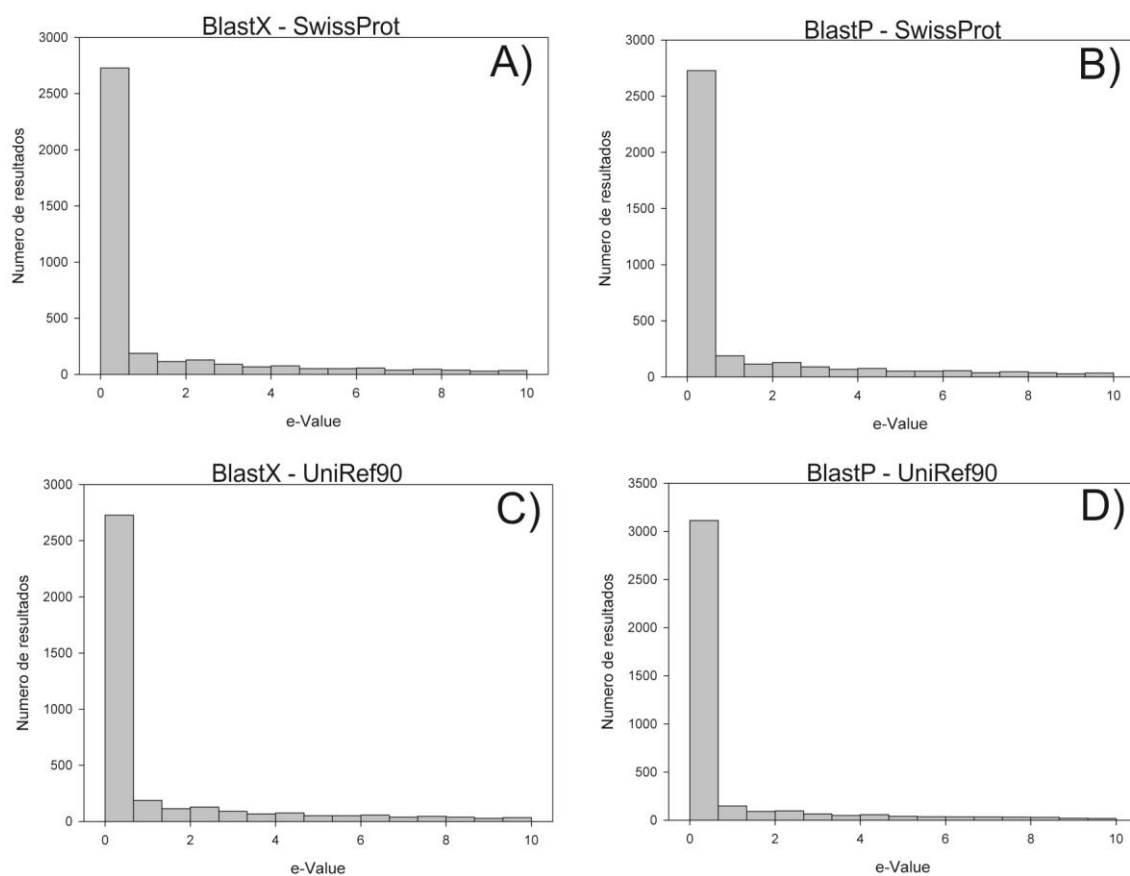 BlastX - SwissProt
A)
3000
2500
2000
1500
1000
500
0
Numero de resultados
0 2 4 6 8 10
e-Value
BlastP - SwissProt
B)
3000
2500
2000
1500
1000
500
0
Numero de resultados
0 2 4 6 8 10
e-Value
BlastX - UniRef90
C)
3000
2500
2000
1500
1000
500
0
Numero de resultados
0 2 4 6 8 10
e-Value
BlastP - UniRef90
D)
3500
3000
2500
2000
1500
1000
500
0
Numero de resultados
0 2 4 6 8 10
e-Value